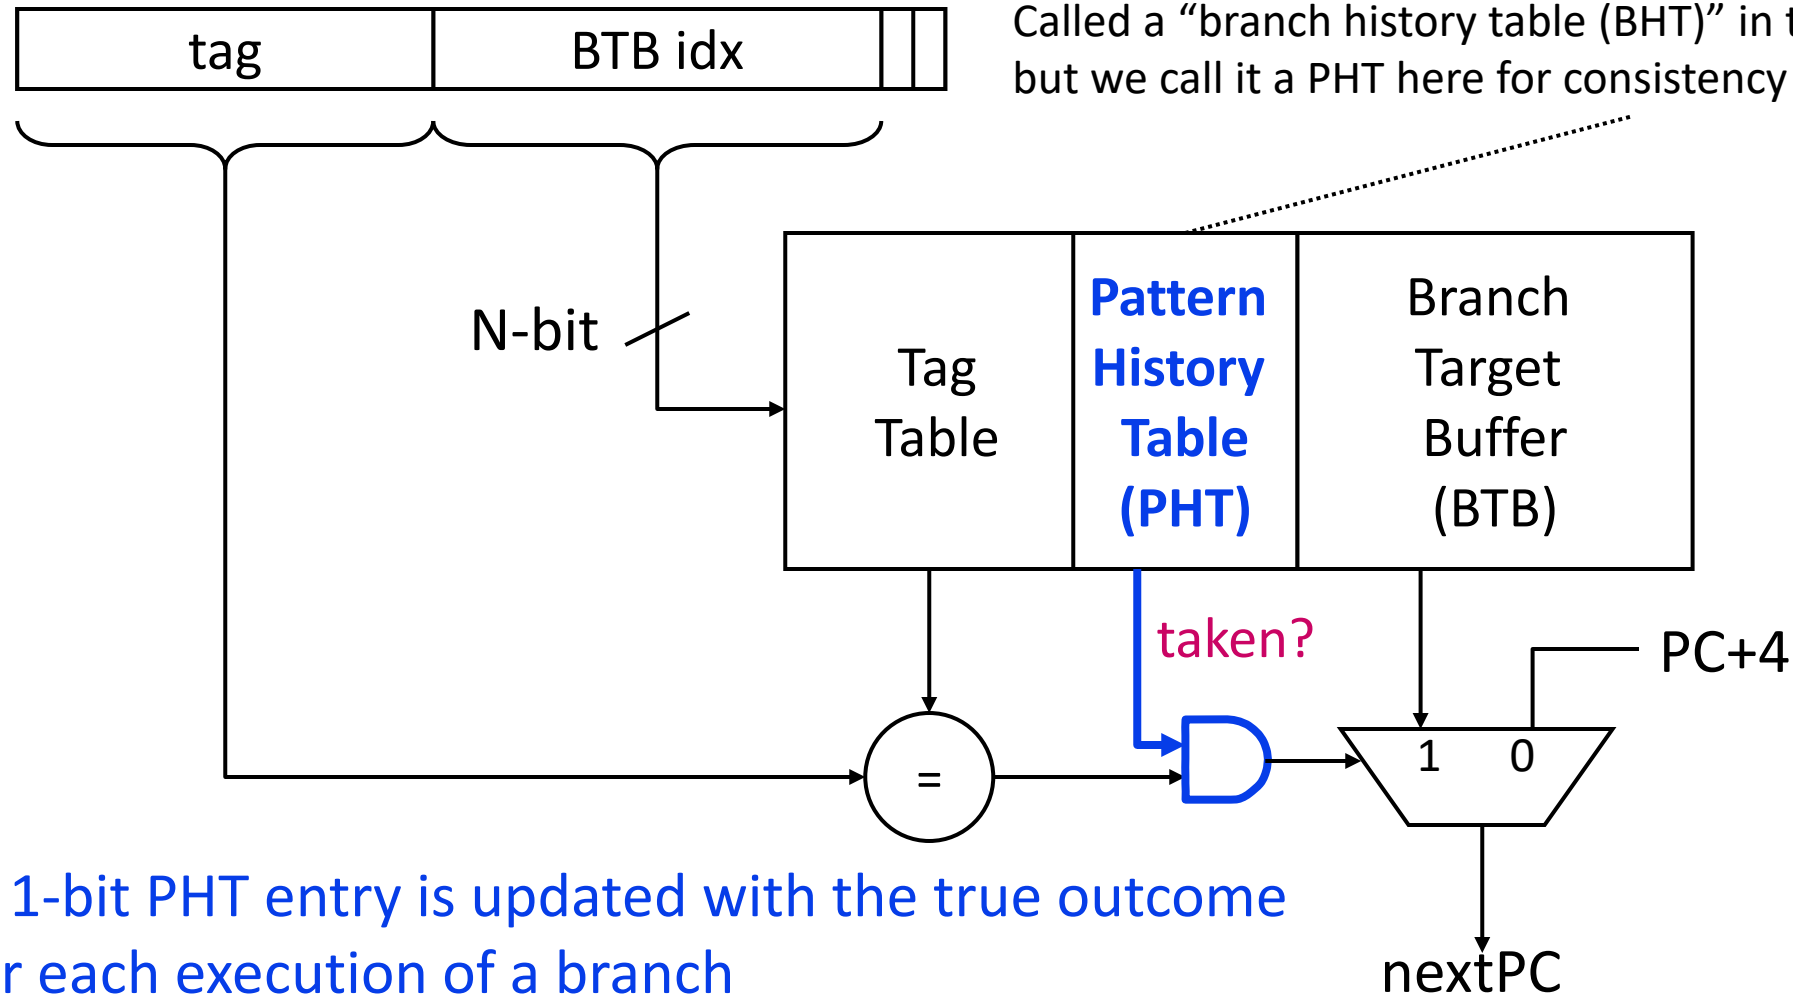 tag
BTB idx
Called a “branch history table (BHT)” in
but we call it a PHT here for consistency
N-bit
Tag
Table
Pattern
History
Table
(PHT)
Branch
Target
Buffer
(BTB)
taken?
PC+4
=
1
0
1-bit PHT entry is updated with the true outcome
each execution of a branch
nextPC